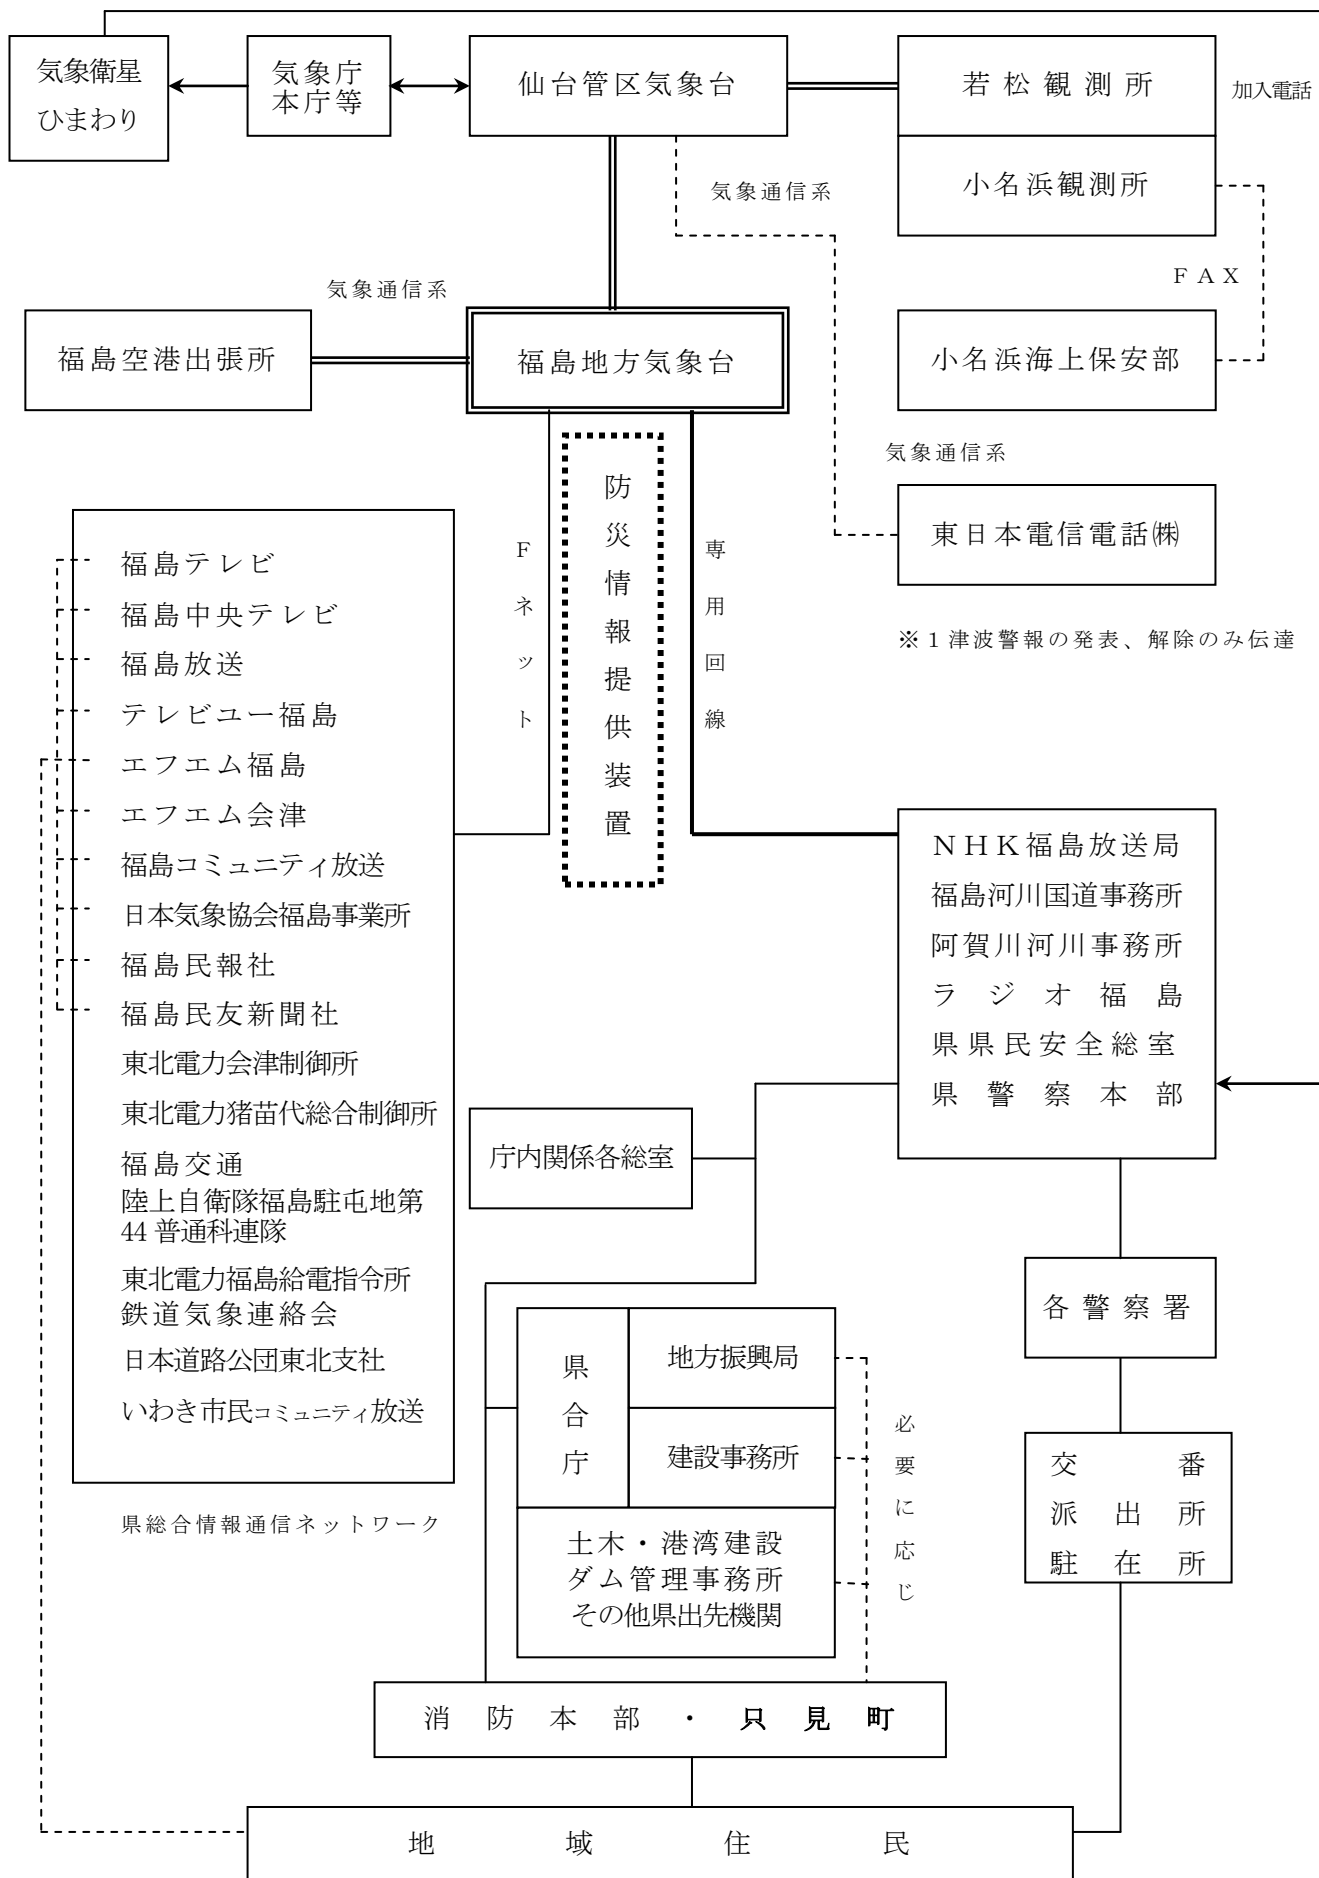 気象衛星
ひまわり
気象庁
本庁等
仙台管区気象台
若松観測所
加入電話
小名浜観測所
気象通信系
FAX
気象通信系
福島空港出張所
福島地方気象台
小名浜海上保安部
気象通信系
東日本電信電話㈱
※1津波警報の発表、解除のみ伝達
Fネット
防災情報提供装置
専用回線
福島テレビ
福島中央テレビ
福島放送
テレビユー福島
エフエム福島
エフエム会津
福島コミュニティ放送
日本気象協会福島事業所
福島民報社
福島民友新聞社
東北電力会津制御所
東北電力猪苗代総合制御所
福島交通
陸上自衛隊福島駐屯地第
44普通科連隊
東北電力福島給電指令所
鉄道気象連絡会
日本道路公団東北支社
いわき市民コミュニティ放送
県総合情報通信ネットワーク
NHK福島放送局
福島河川国道事務所
阿賀川河川事務所
ラジオ福島
県県民安全総室
県警察本部
庁内関係各総室
各警察署
県合庁
地方振興局
建設事務所
土木・港湾建設
ダム管理事務所
その他県出先機関
必要に応じ
交番
派出所
駐在所
消防本部・只見町
地域住民